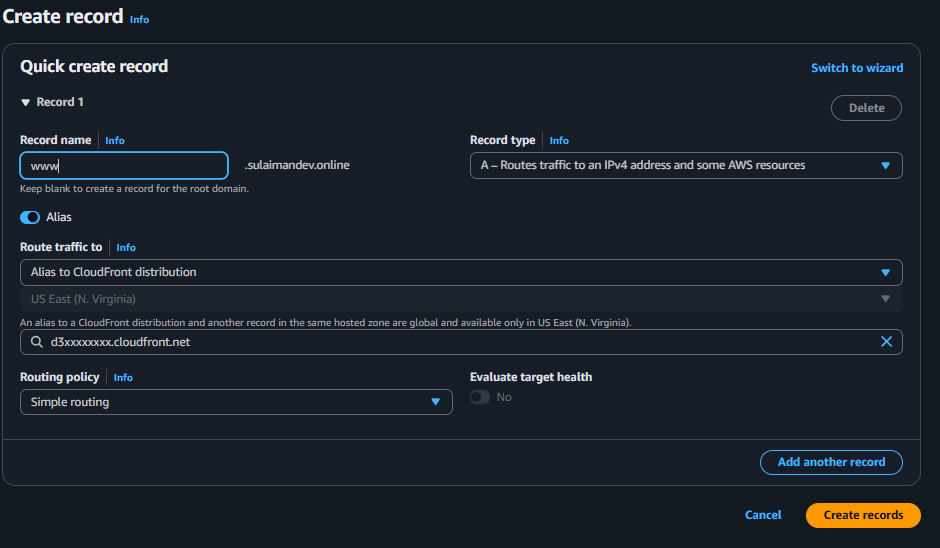 Create record Info
Quick create record
Switch to wizard
▼ Record 1
Delete
Record name Info
Record type Info
www .sulaimandev.online
A – Routes traffic to an IPv4 address and some AWS resources
Keep blank to create a record for the root domain.
Alias
Route traffic to Info
Alias to CloudFront distribution
US East (N. Virginia)
An alias to a CloudFront distribution and another record in the same hosted zone are global and available only in US East (N. Virginia).
d3xxxxxxxx.cloudfront.net
Routing policy Info
Evaluate target health
Simple routing
No
Add another record
Cancel
Create records